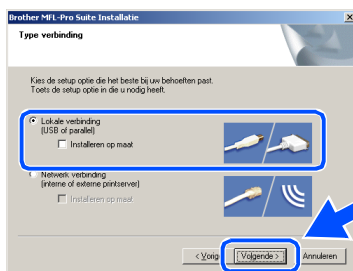 Brother MFL-Pro Suite Installatie
Type verbinding
Kies de setup optie die het beste bij uw behoeften past.
Toets de setup optie in die u nodig heeft.
Lokale verbinding
(USB of parallel)
Installeren op maat
Netwerk verbinding
(interne of externe printserver)
Installeren op maat
< Vorig Volgende > Annuleren